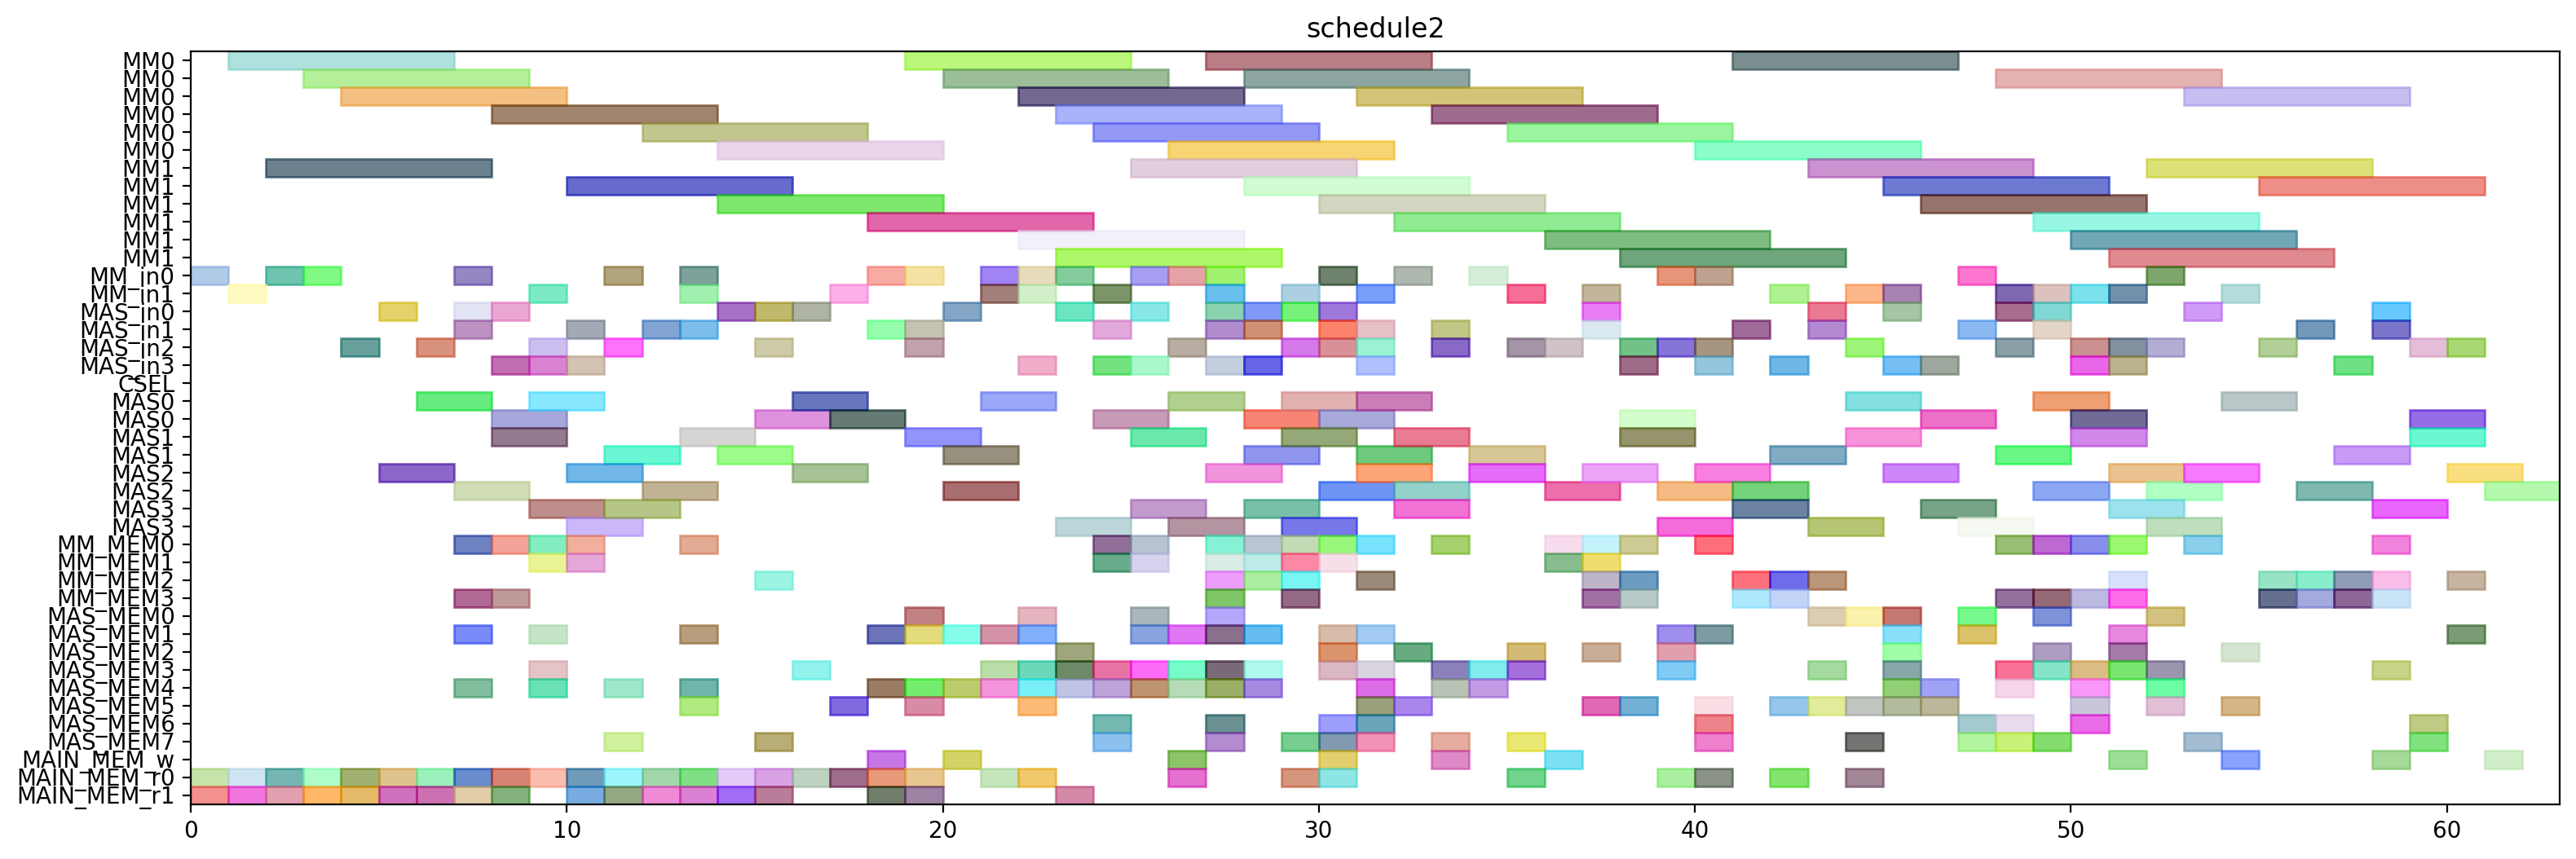 schedule2
MM0
MM0
MM0
MM0
MM0
MM0
MM1
MM1
MM1
MM1
MM1
MM1
MM_in0
MM_in1
MAS_in0
MAS_in1
MAS_in2
MAS_in3
CSEL
MAS0
MAS0
MAS1
MAS1
MAS2
MAS2
MAS3
MAS3
MM_MEM0
MM_MEM1
MM_MEM2
MM_MEM3
MAS_MEM0
MAS_MEM1
MAS_MEM2
MAS_MEM3
MAS_MEM4
MAS_MEM5
MAS_MEM6
MAS_MEM7
MAIN_MEM_w
MAIN_MEM_r0
MAIN_MEM_r1
0 10 20 30 40 50 60